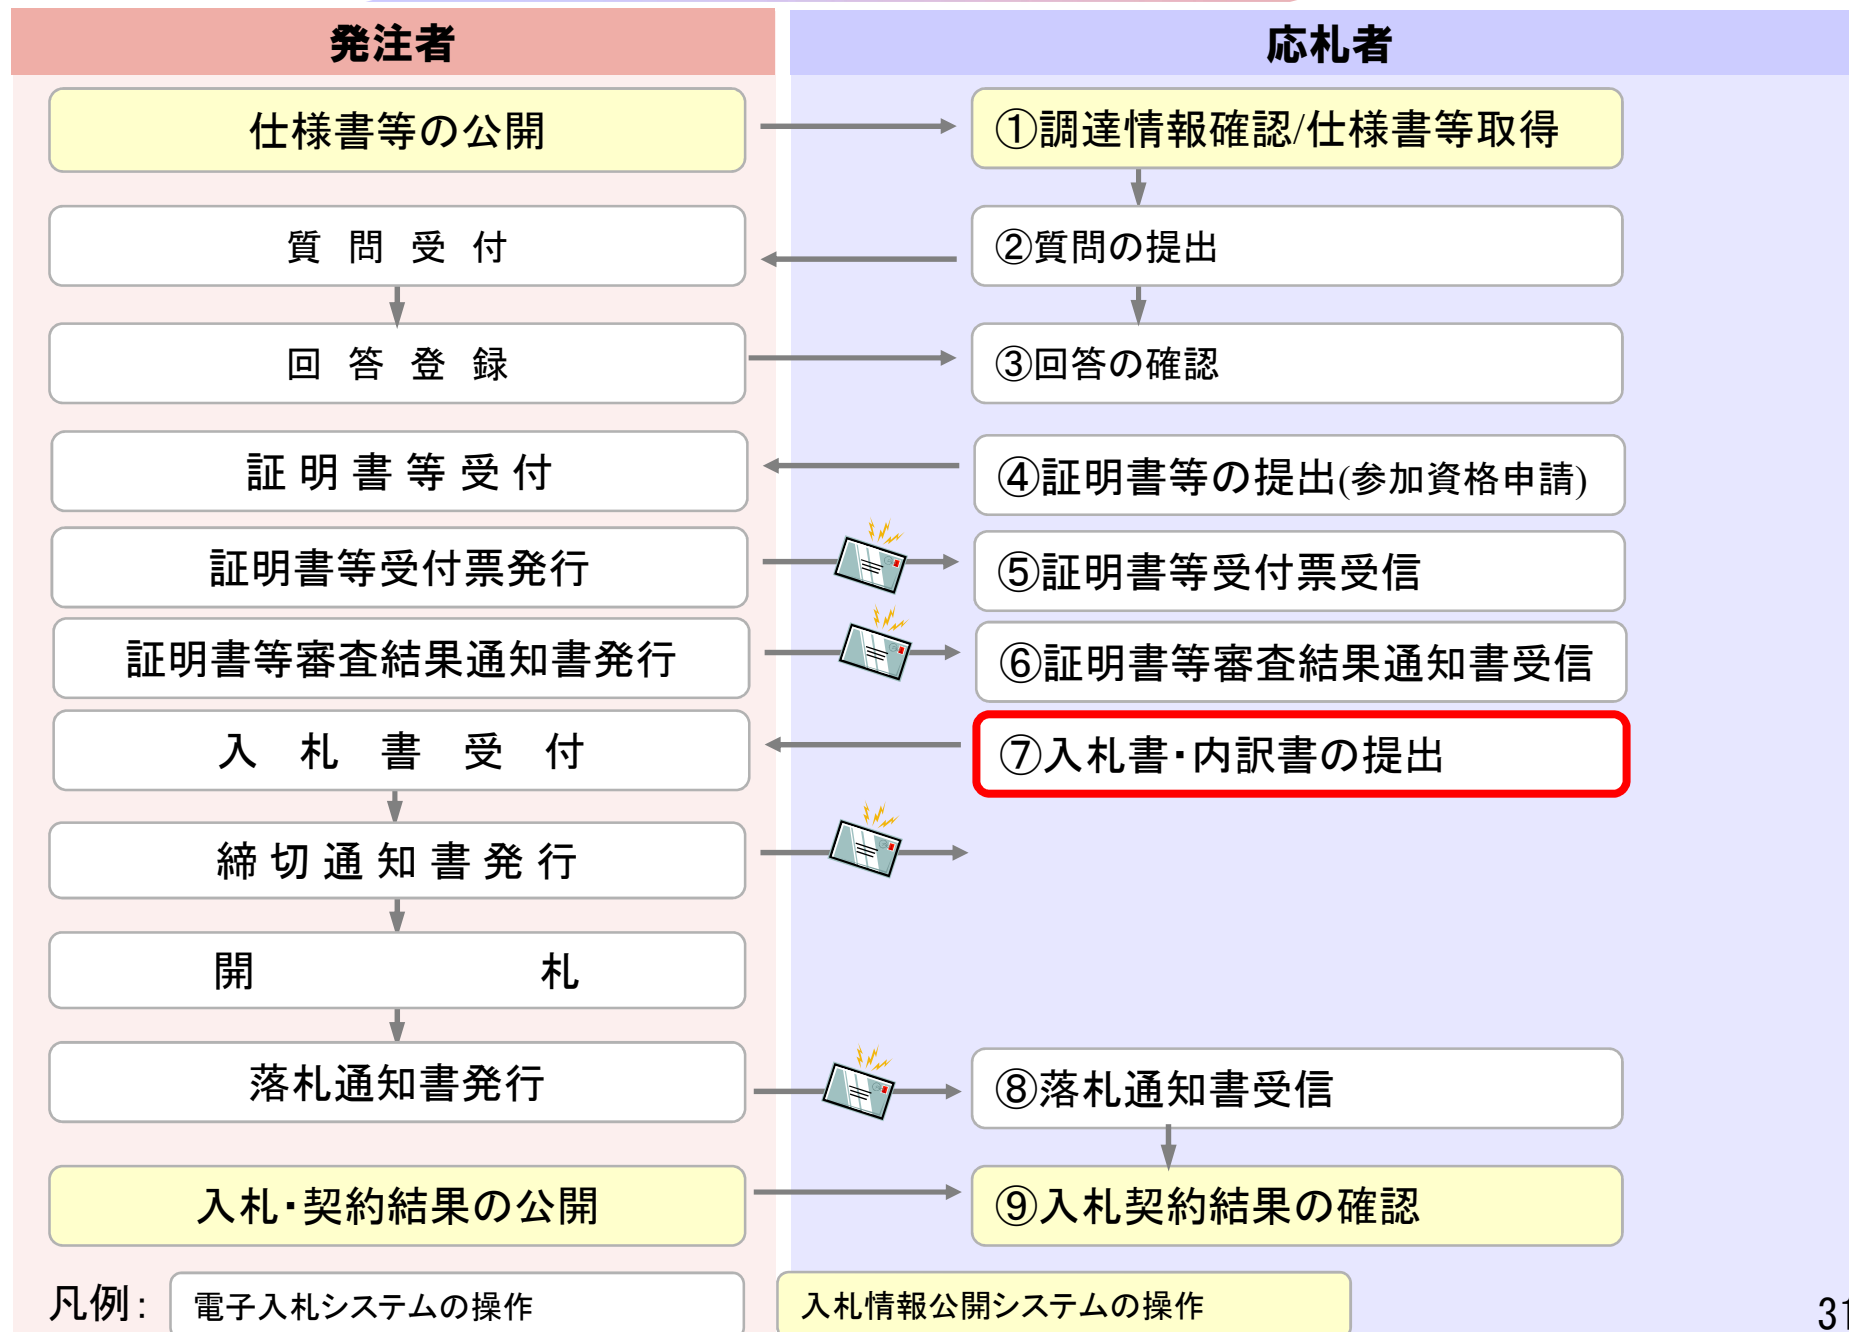 発注者
応札者
仕様書等の公開
①調達情報確認/仕様書等取得
質問受付
②質問の提出
回答登録
③回答の確認
証明書等受付
④証明書等の提出(参加資格申請)
証明書等受付票発行
⑤証明書等受付票受信
証明書等審査結果通知書発行
⑥証明書等審査結果通知書受信
入札書受付
⑦入札書・内訳書の提出
締切通知書発行
開札
落札通知書発行
⑧落札通知書受信
入札・契約結果の公開
⑨入札契約結果の確認
凡例:
電子入札システムの操作
入札情報公開システムの操作
31